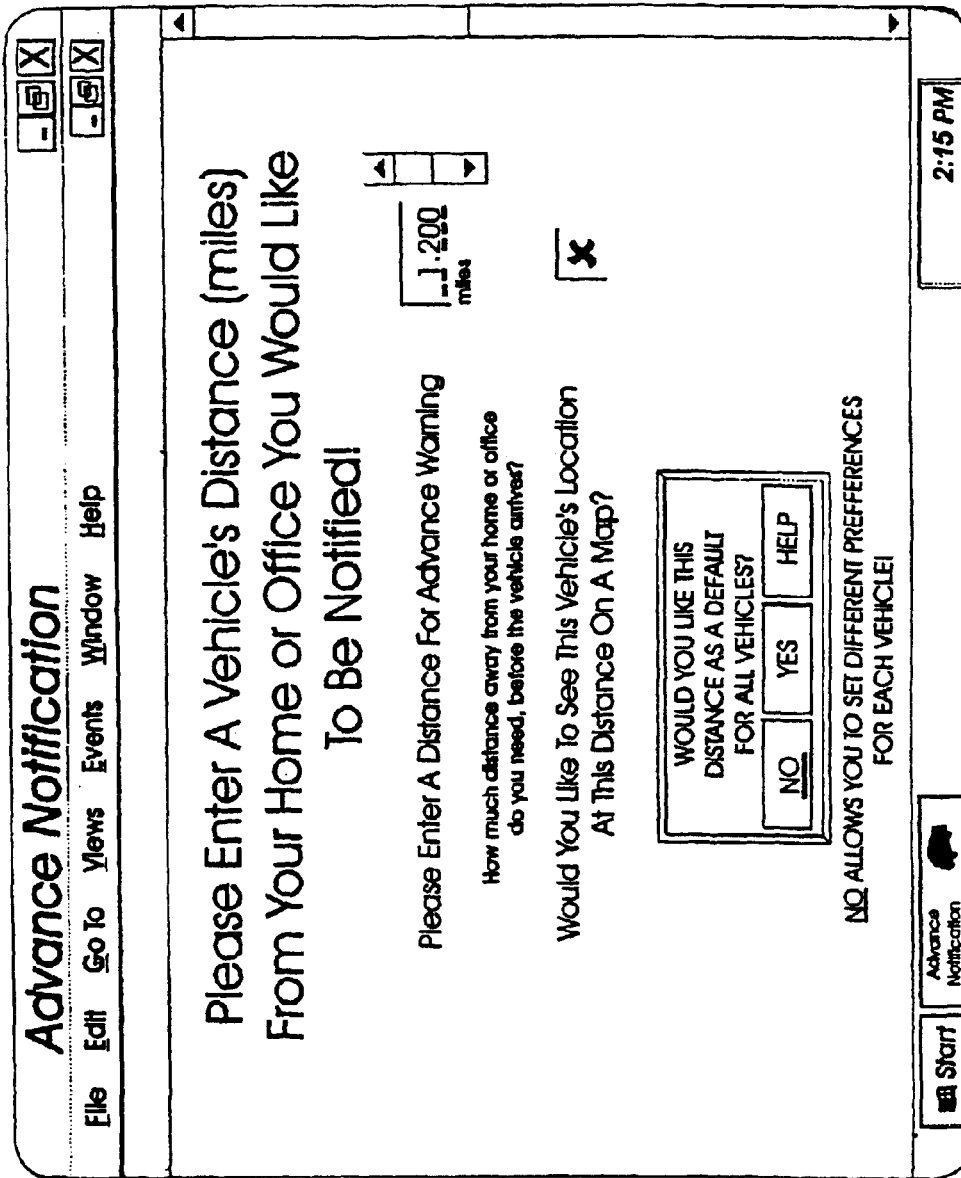 Advance Notification
File Edit Go To Views Events Window Help
Please Enter A Vehicle's Distance (miles)
From Your Home or Office You Would Like
To Be Notified!
Please Enter A Distance For Advance Warning
_ 1.200
miles
How much distance away from your home or office
do you need, before the vehicle arrives?
Would You Like To See This Vehicle's Location
At This Distance On A Map?
WOULD YOU LIKE THIS
DISTANCE AS A DEFAULT
FOR ALL VEHICLES?
NO YES HELP
NO ALLOWS YOU TO SET DIFFERENT PREFFERENCES
FOR EACH VEHICLE!
Start
Advance
Notification
2:15 PM